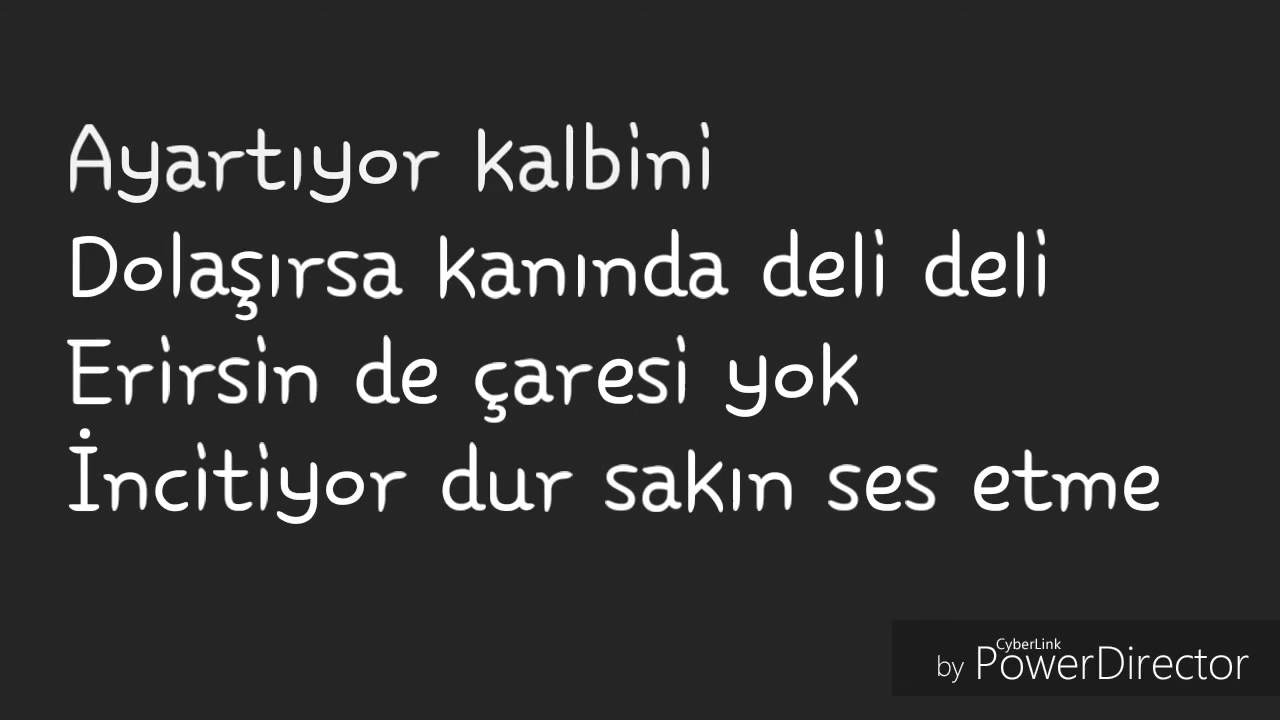 Ayartıyor kalbini
Dolaşırsa kanında deli deli
Erirsin de çaresi yok
İncitiyor dur sakın ses etme
by CyberLink PowerDirector